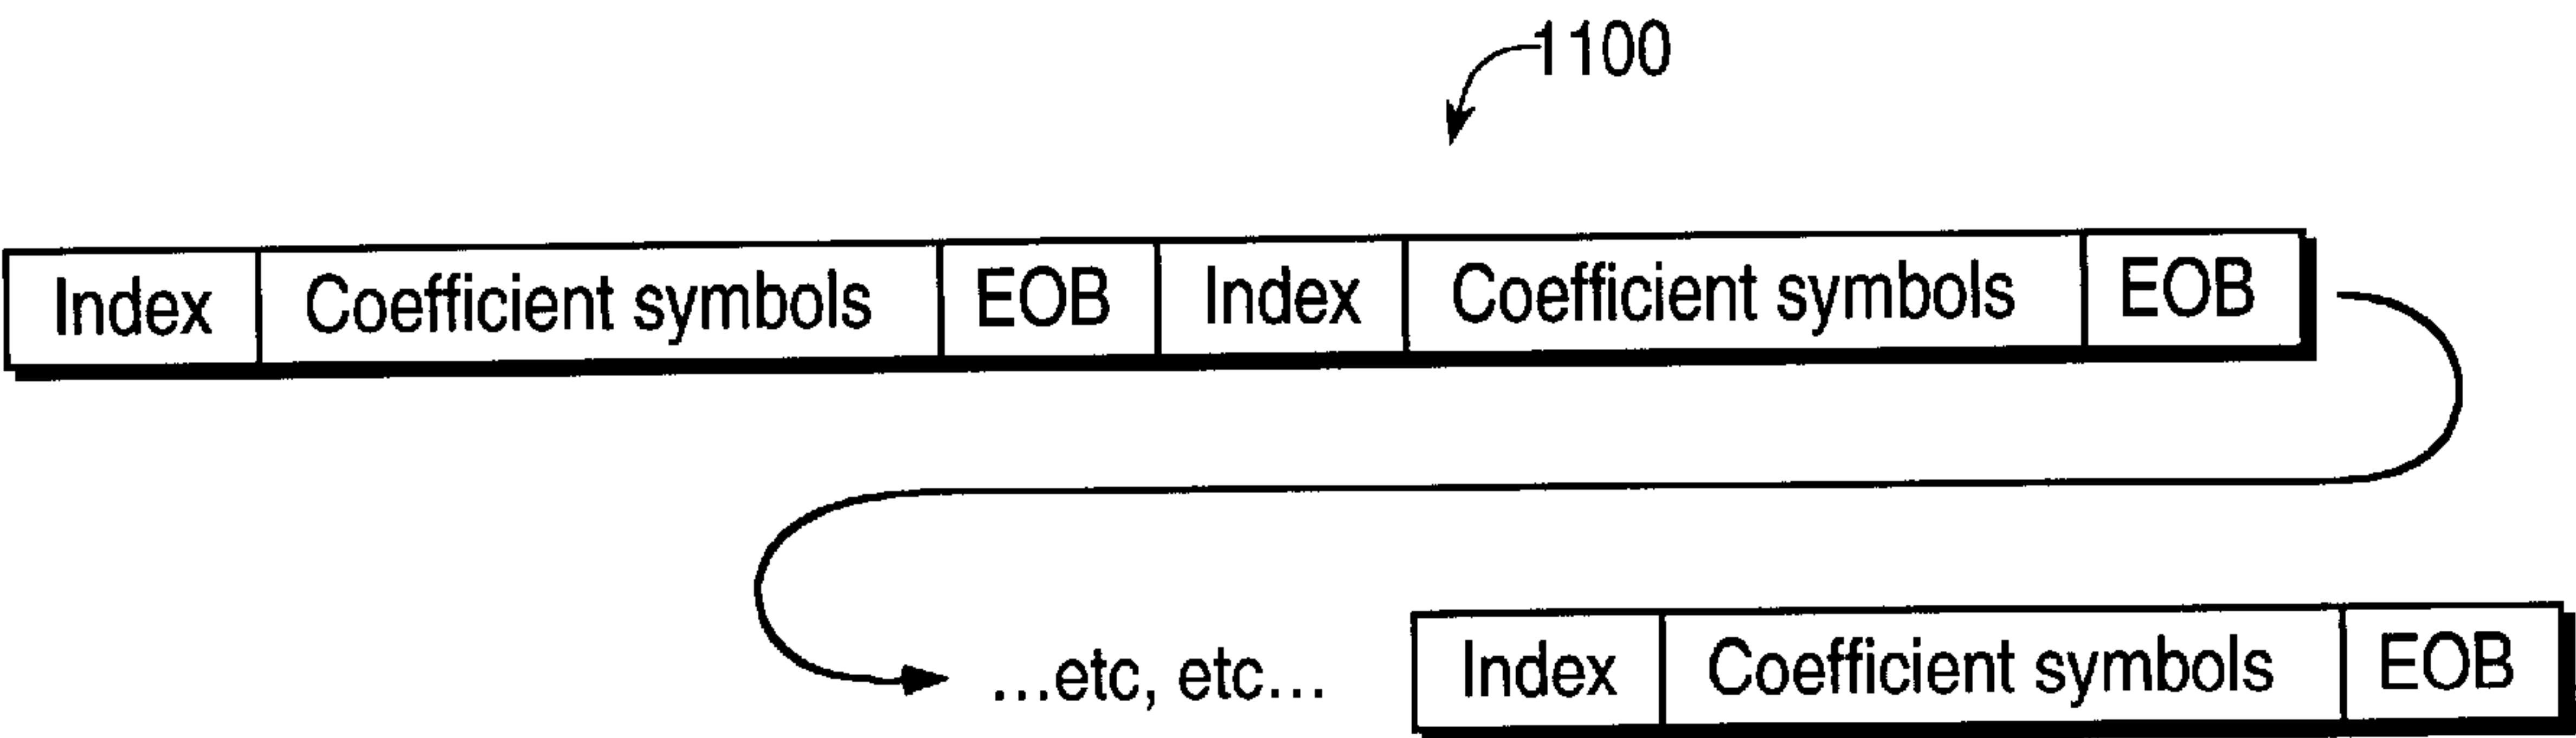 1100
Index Coefficient symbols EOB Index Coefficient symbols EOB
...etc, etc... Index Coefficient symbols EOB